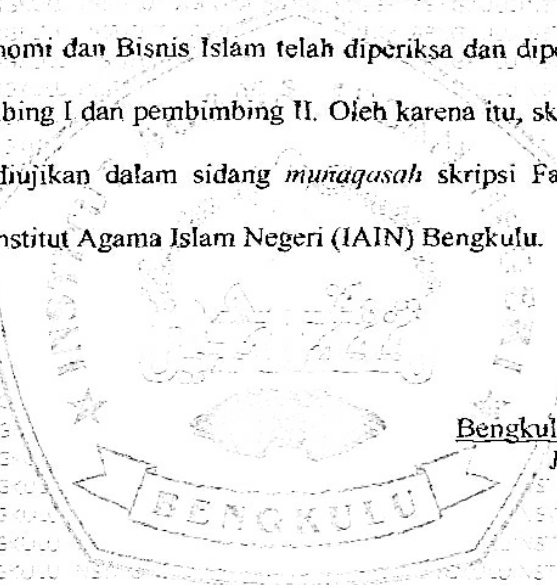 nomi dan Bisnis Islam telah diperiksa dan dipe
bing I dan pembimbing II. Oleh karena itu, sk
diujikan dalam sidang munaqasah skripsi Fa
nstitut Agama Islam Negeri (IAIN) Bengkulu.
Bengkul
BENGKULU